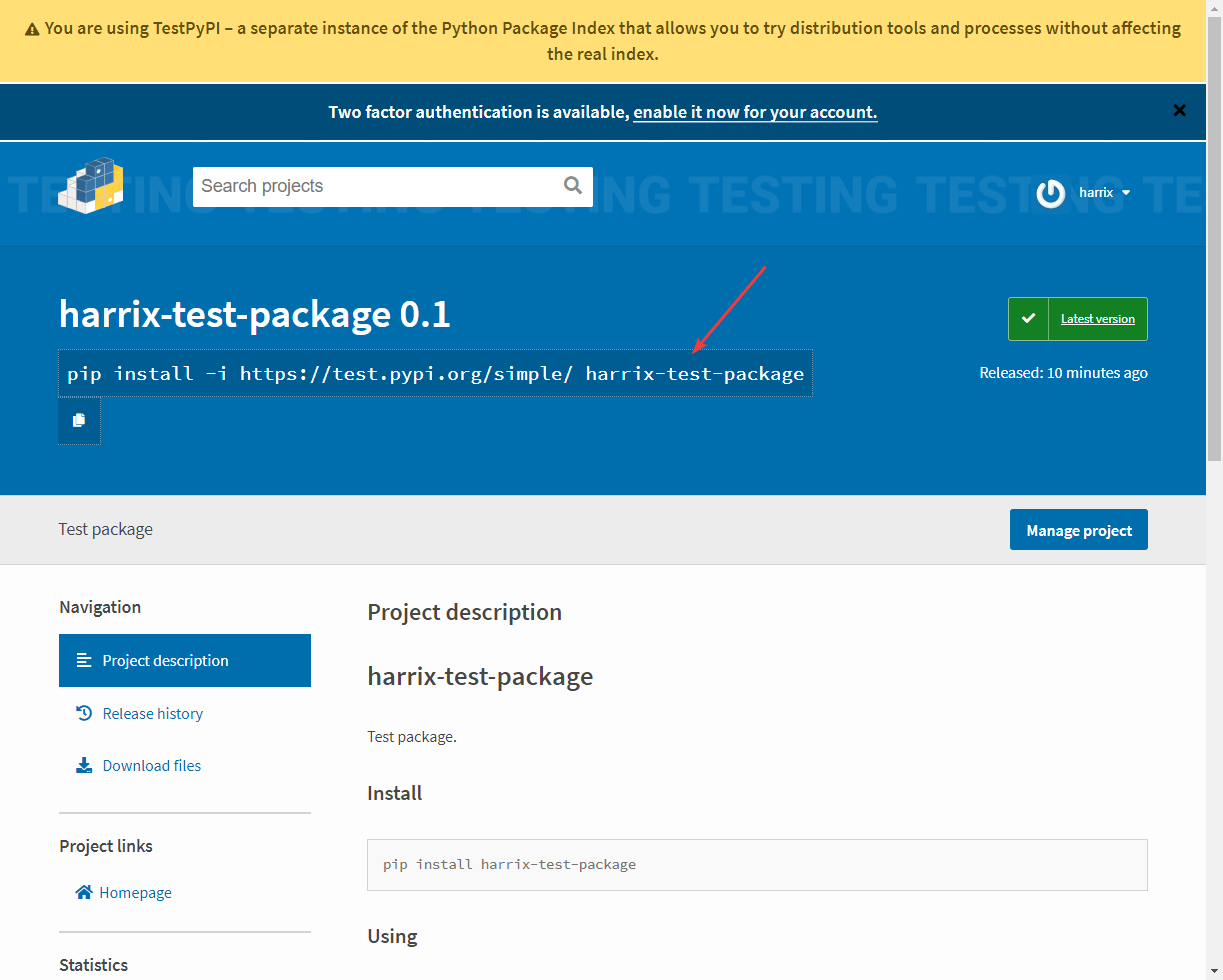 You are using TestPyPI – a separate instance of the Python Package Index that allows you to try distribution tools and processes without affecting
the real index.
Two factor authentication is available, enable it now for your account.
TESTING TESTING TESTING TESTING TESTING TE
Search projects
harrix
harrix-test-package 0.1
Latest version
pip install -i https://test.pypi.org/simple/ harrix-test-package
Released: 10 minutes ago
Test package
Manage project
Navigation
Project description
Release history
Download files
Project links
Homepage
Statistics
Project description
harrix-test-package
Test package.
Install
pip install harrix-test-package
Using